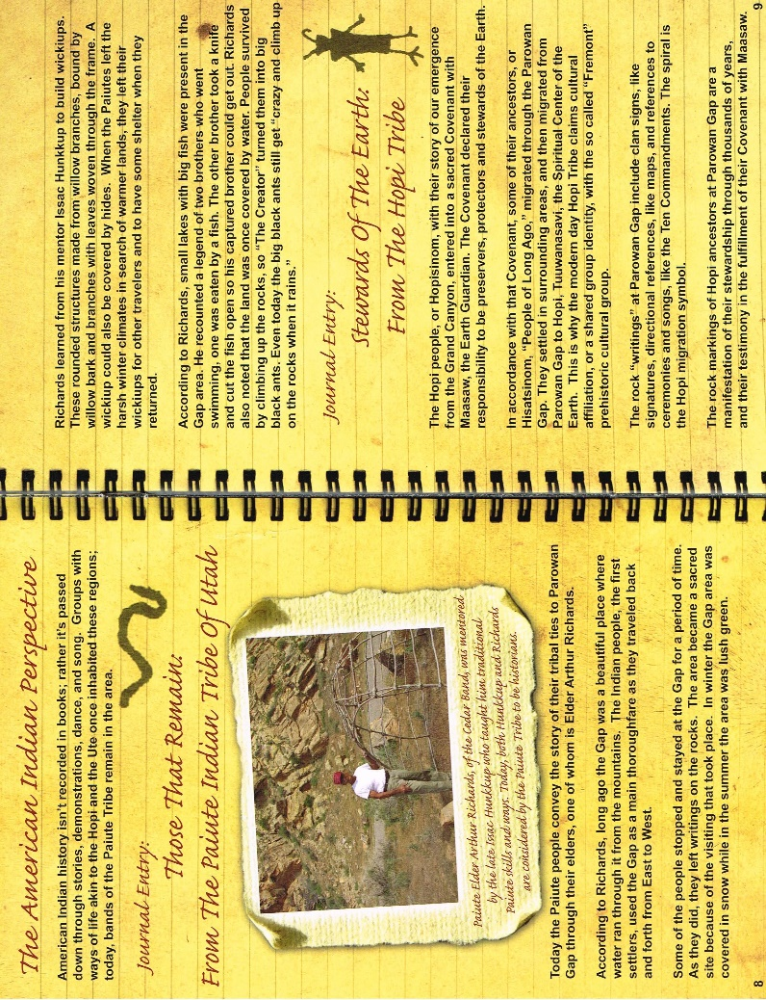 The American Indian Perspective
American Indian history isn't recorded in books; rather it's passed
down through stories, demonstrations, dance, and song. Groups with
ways of life akin to the Hopi and the Ute once inhabited these regions;
today, bands of the Paiute Tribe remain in the area.
Journal Entry:
Those That Remain:
From The Paiute Indian Tribe Of Utah
Paiute Elder Arthur Richards, of the Cedar Band, was mentored
by the late Issac Hunkkup who taught him traditional
Paiute skills and ways. Today, both Hunkkup and Richards
are considered by the Paiute Tribe to be historians.
Today the Paiute people convey the story of their tribal ties to Parowan
Gap through their elders, one of whom is Elder Arthur Richards.
According to Richards, long ago the Gap was a beautiful place where
water ran through it from the mountains. The Indian people, the first
settlers, used the Gap as a main thoroughfare as they traveled back
and forth from East to West.
Some of the people stopped and stayed at the Gap for a period of time.
As they did, they left writings on the rocks. The area became a sacred
site because of the visiting that took place. In winter the Gap area was
covered in snow while in the summer the area was lush green.
8
Richards learned from his mentor Issac Hunkkup to build wickiups.
These rounded structures made from willow branches, bound by
willow bark and branches with leaves woven through the frame. A
wickiup could also be covered by hides. When the Paiutes left the
harsh winter climates in search of warmer lands, they left their
wickiups for other travelers and to have some shelter when they
returned.
According to Richards, small lakes with big fish were present in the
Gap area. He recounted a legend of two brothers who went
swimming, one was eaten by a fish. The other brother took a knife
and cut the fish open so his captured brother could get out. Richards
also noted that the land was once covered by water. People survived
by climbing up the rocks, so "The Creator" turned them into big
black ants. Even today the big black ants still get "crazy and climb up
on the rocks when it rains."
Journal Entry:
Stewards Of The Earth:
From The Hopi Tribe
The Hopi people, or Hopisinom, with their story of our emergence
from the Grand Canyon, entered into a sacred Covenant with
Maasaw, the Earth Guardian. The Covenant declared their
responsibility to be preservers, protectors and stewards of the Earth.
In accordance with that Covenant, some of their ancestors, or
Hisatsinom, "People of Long Ago," migrated through the Parowan
Gap. They settled in surrounding areas, and then migrated from
Parowan Gap to Hopi, Tuuwanasavi, the Spiritual Center of the
Earth. This is why the modern day Hopi Tribe claims cultural
affiliation, or a shared group identity, with the so called "Fremont"
prehistoric cultural group.
The rock "writings" at Parowan Gap include clan signs, like
signatures, directional references, like maps, and references to
ceremonies and songs, like the Ten Commandments. The spiral is
the Hopi migration symbol.
The rock markings of Hopi ancestors at Parowan Gap are a
manifestation of their stewardship through thousands of years,
and their testimony in the fulfillment of their Covenant with Maasaw.
9